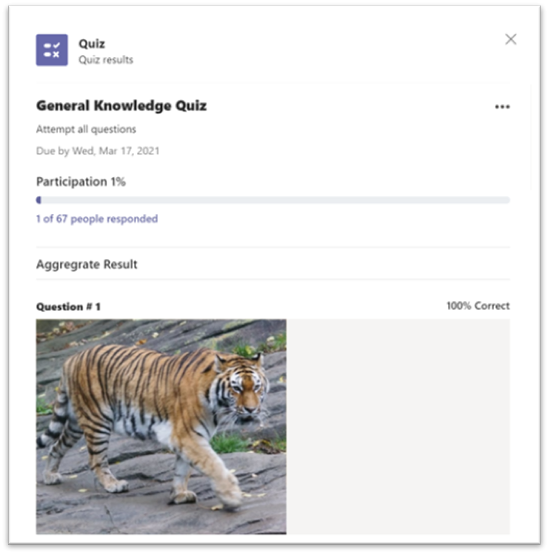 Quiz
Quiz results
General Knowledge Quiz
Attempt all questions
Due by Wed, Mar 17, 2021
Participation 1%
1 of 67 people responded
Aggregrate Result
Question # 1
100% Correct